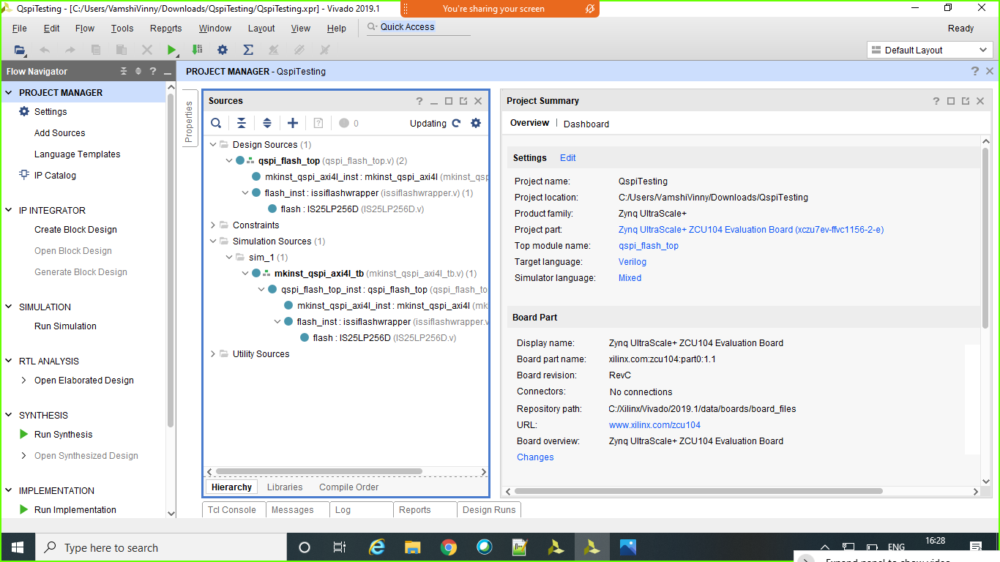 QspiTesting - [C:/Users/VamshiVinny/Downloads/QspiTesting/QspiTesting.xpr] - Vivado 2019.1
You're sharing your screen
File Edit Flow Tools Reports Window Layout View Help
Quick Access
Ready
Default Layout
Flow Navigator
PROJECT MANAGER
Settings
Add Sources
Language Templates
IP Catalog
IP INTEGRATOR
Create Block Design
Open Block Design
Generate Block Design
SIMULATION
Run Simulation
RTL ANALYSIS
Open Elaborated Design
SYNTHESIS
Run Synthesis
Open Synthesized Design
IMPLEMENTATION
Run Implementation
PROJECT MANAGER - QspiTesting
Properties
Sources
0
Updating
Design Sources (1)
qspi_flash_top (qspi_flash_top.v) (2)
mkinst_qspi_axi4l_inst : mkinst_qspi_axi4l (mkinst_qsp
flash_inst : issiflashwrapper (issiflashwrapper.v) (1)
flash : IS25LP256D (IS25LP256D.v)
Constraints
Simulation Sources (1)
sim_1 (1)
mkinst_qspi_axi4l_tb (mkinst_qspi_axi4l_tb.v) (1)
qspi_flash_top_inst : qspi_flash_top (qspi_flash_to
mkinst_qspi_axi4l_inst : mkinst_qspi_axi4l (mk
flash_inst : issiflashwrapper (issiflashwrapper.v
flash : IS25LP256D (IS25LP256D.v)
Utility Sources
Hierarchy Libraries Compile Order
Project Summary
Overview Dashboard
Settings Edit
Project name: QspiTesting
Project location: C:/Users/VamshiVinny/Downloads/QspiTesting
Product family: Zynq UltraScale+
Project part: Zynq UltraScale+ ZCU104 Evaluation Board (xczu7ev-ffvc1156-2-e)
Top module name: qspi_flash_top
Target language: Verilog
Simulator language: Mixed
Board Part
Display name: Zynq UltraScale+ ZCU104 Evaluation Board
Board part name: xilinx.com:zcu104:part0:1.1
Board revision: RevC
Connectors: No connections
Repository path: C:/Xilinx/Vivado/2019.1/data/boards/board_files
URL: www.xilinx.com/zcu104
Board overview: Zynq UltraScale+ ZCU104 Evaluation Board
Changes
Tcl Console Messages Log Reports Design Runs
Type here to search
ENG
16:28